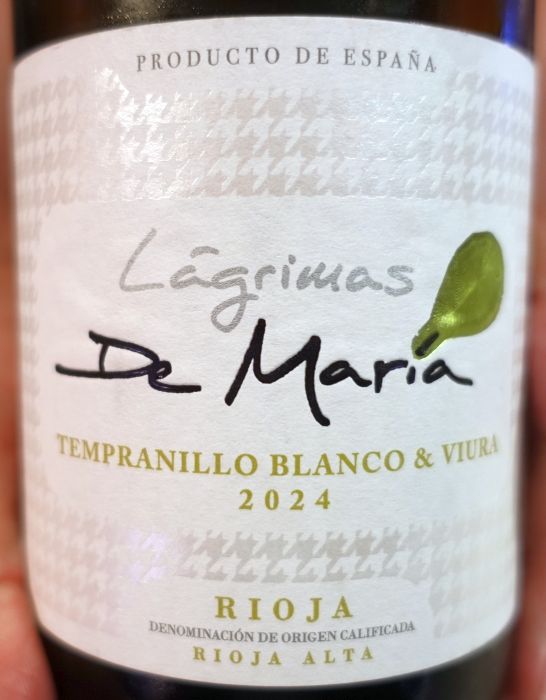 PRODUCTO DE ESPAÑA
Lágrimas
De María
TEMPRANILLO BLANCO & VIURA
2024
RIOJA
DENOMINACIÓN DE ORIGEN CALIFICADA
RIOJA ALTA